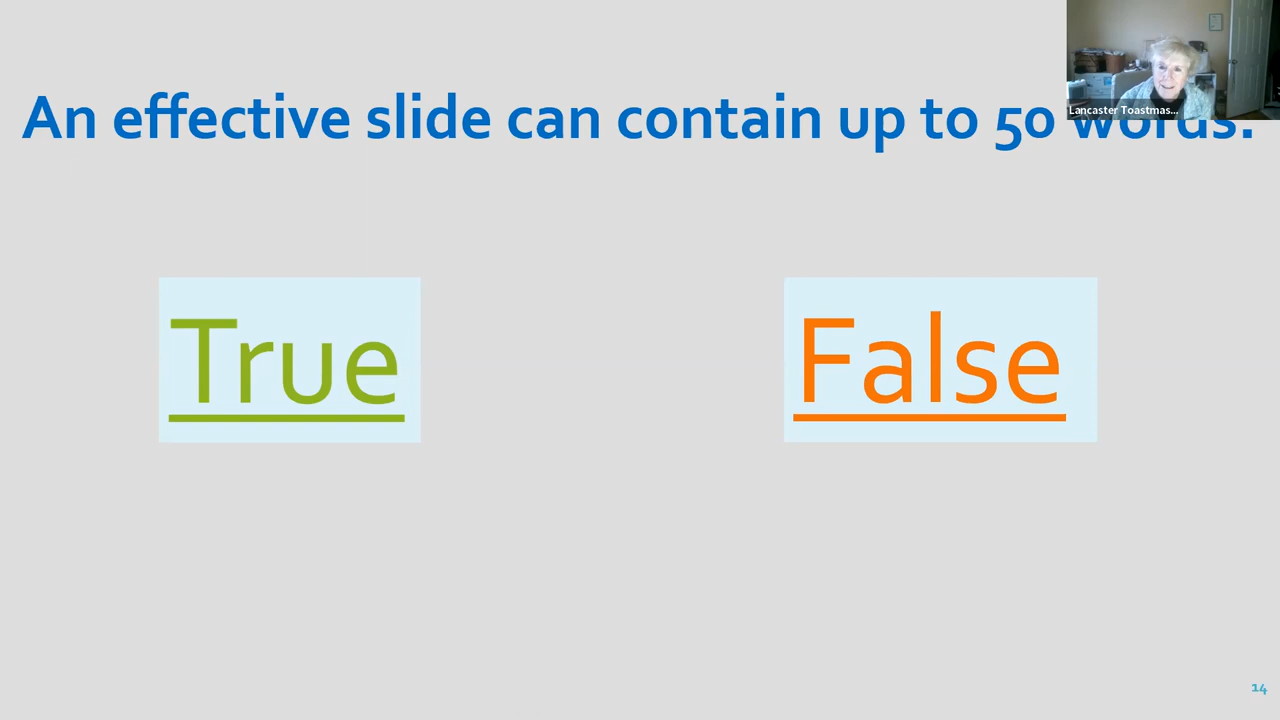 An effective slide can contain up to 50 words.
Lancaster Toastmas...
True
False
14